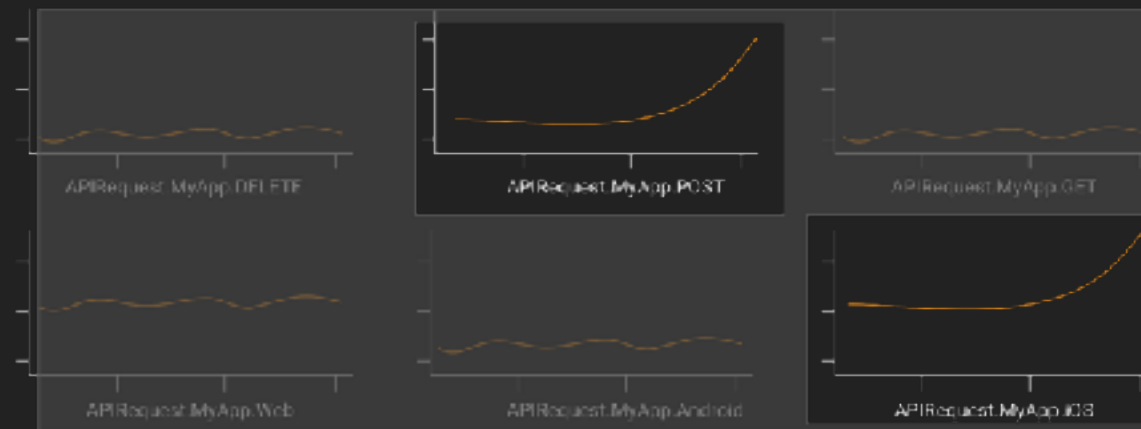 APIRequest.MyApp.DELETE
APIRequest.MyApp.POST
APIRequest.MyApp.GET
APIRequest.MyApp.Web
APIRequest.MyApp.Android
APIRequest.MyApp.iOS